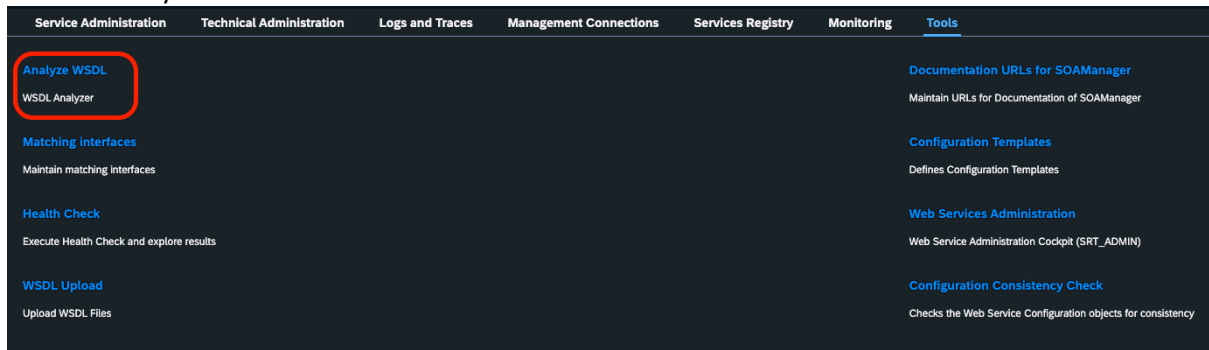 Service Administration Technical Administration Logs and Traces Management Connections Services Registry Monitoring Tools
Analyze WSDL
WSDL Analyzer
Matching interfaces
Maintain matching interfaces
Health Check
Execute Health Check and explore results
WSDL Upload
Upload WSDL Files
Documentation URLs for SOAManager
Maintain URLs for Documentation of SOAManager
Configuration Templates
Defines Configuration Templates
Web Services Administration
Web Service Administration Cockpit (SRT_ADMIN)
Configuration Consistency Check
Checks the Web Service Configuration objects for consistency